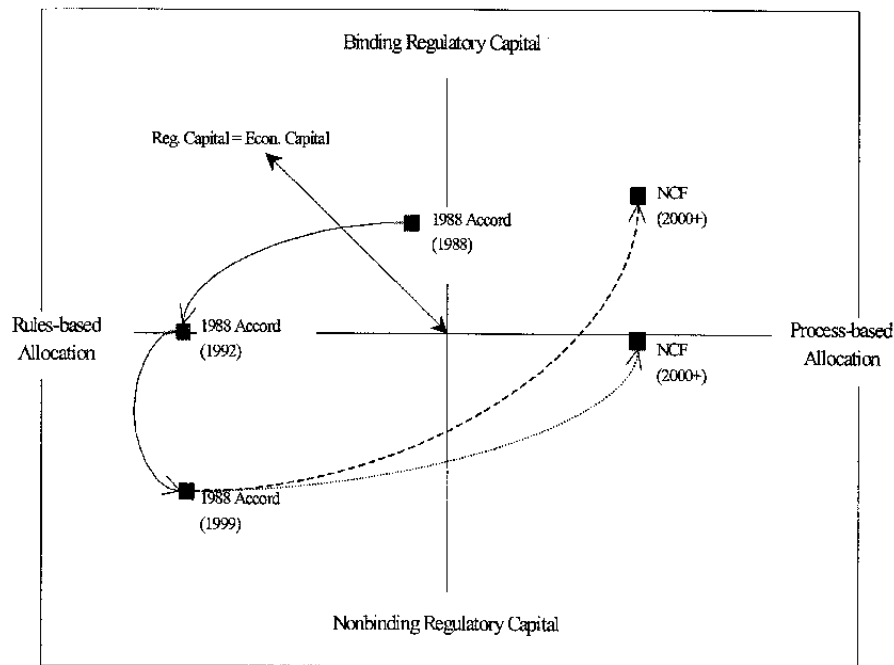 Binding Regulatory Capital
Reg. Capital = Econ. Capital
1988 Accord
(1988)
NCF
(2000+)
Rules-based
Allocation
1988 Accord
(1992)
Process-based
Allocation
NCF
(2000+)
1988 Accord
(1999)
Nonbinding Regulatory Capital